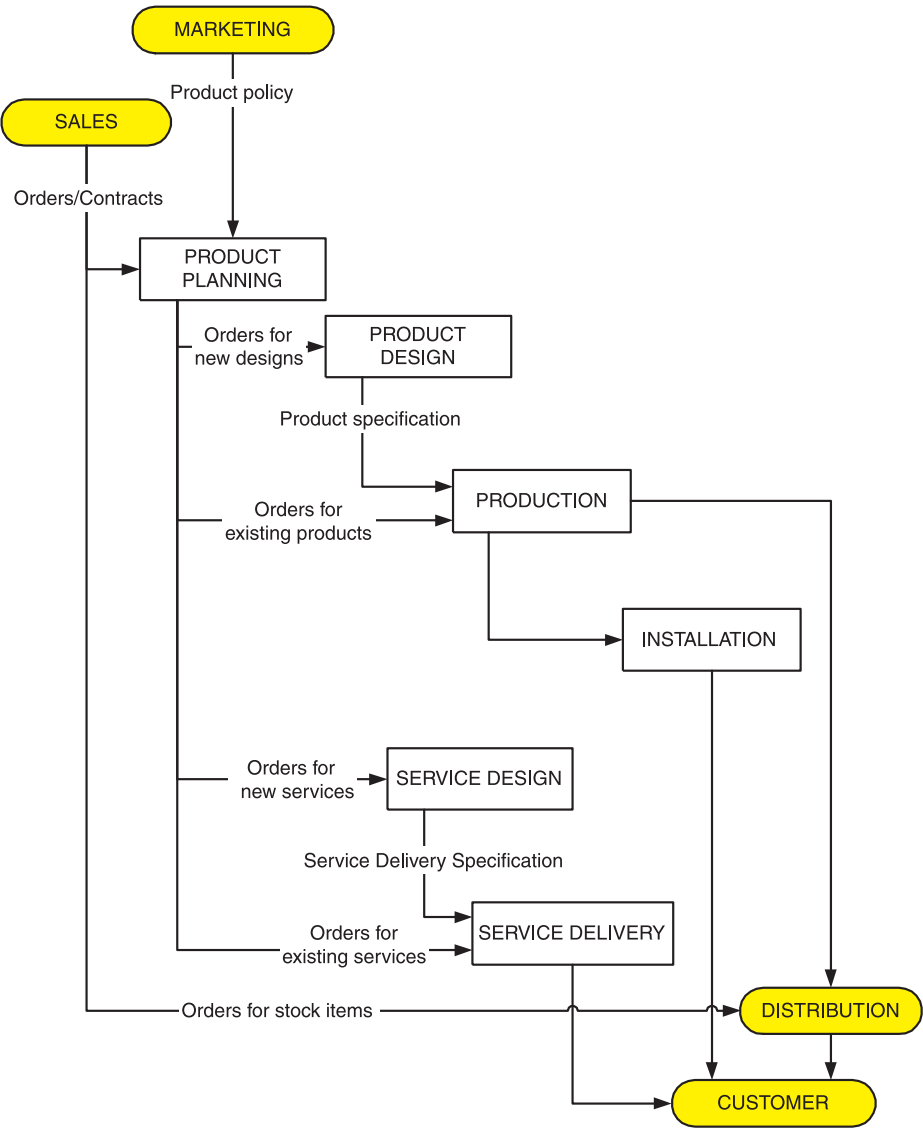 MARKETING
Product policy
SALES
Orders/Contracts
PRODUCT
PLANNING
Orders for
new designs
PRODUCT
DESIGN
Product specification
PRODUCTION
Orders for
existing products
INSTALLATION
Orders for
new services
SERVICE DESIGN
Service Delivery Specification
Orders for
existing services
SERVICE DELIVERY
Orders for stock items
DISTRIBUTION
CUSTOMER